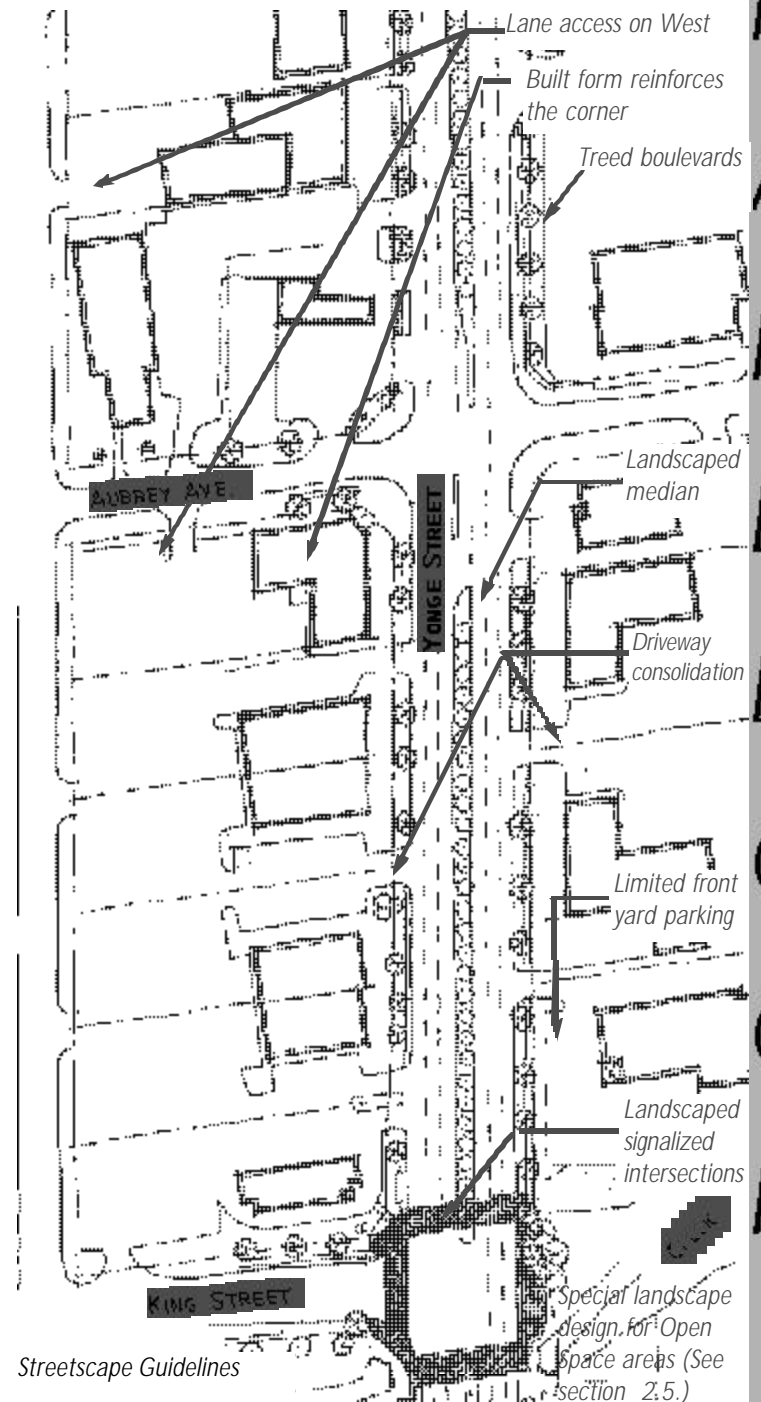 Lane access on West
Built form reinforces
the corner
Treed boulevards
Landscaped
median
AUBREY AVE.
YONGE STREET
Driveway
consolidation
Limited front
yard parking
Landscaped
signalized
intersections
KING STREET
Special landscape
design for Open
Space areas (See
section 2.5.)
Streetscape Guidelines